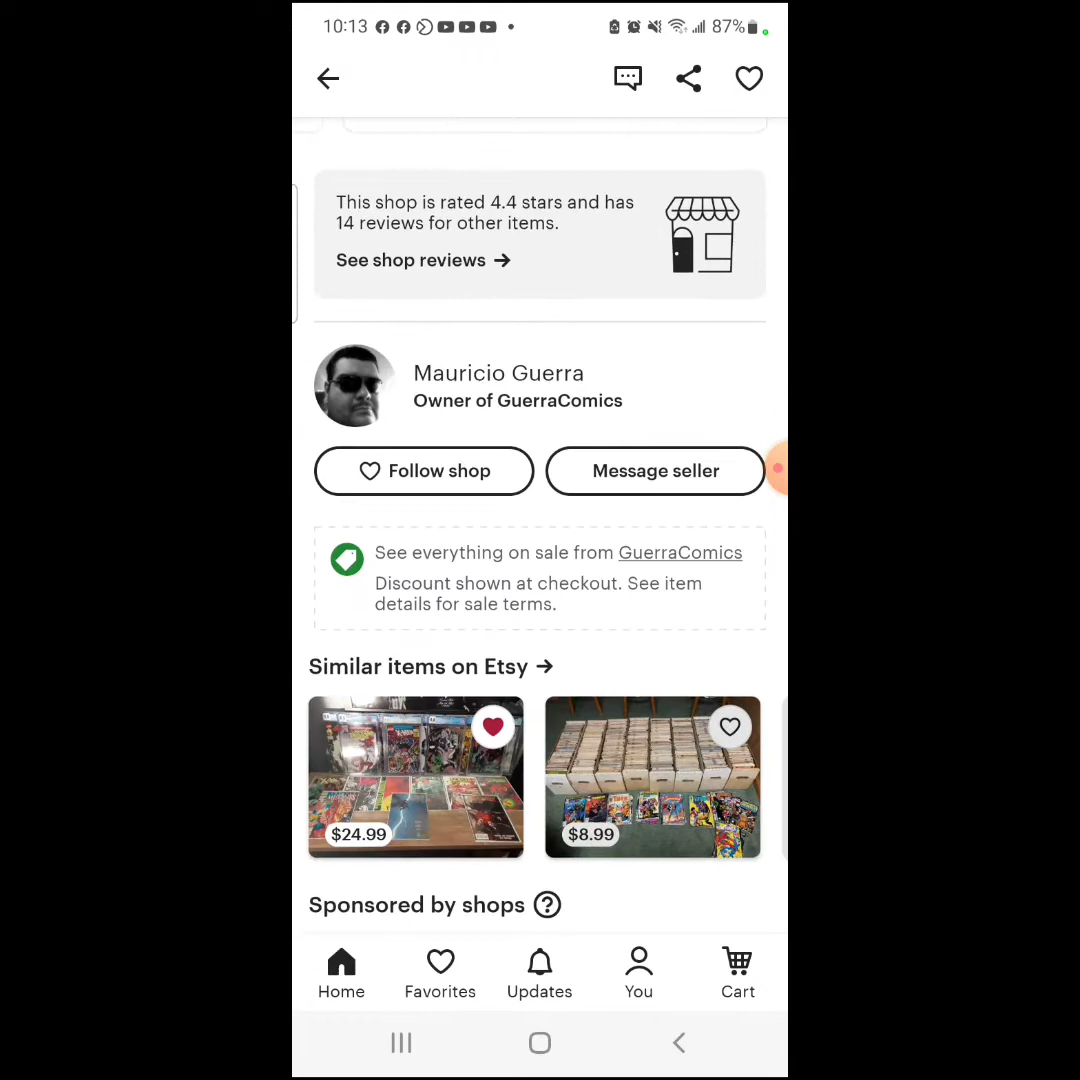 10:13
87%
This shop is rated 4.4 stars and has
14 reviews for other items.
See shop reviews →
Mauricio Guerra
Owner of GuerraComics
Follow shop
Message seller
See everything on sale from GuerraComics
Discount shown at checkout. See item
details for sale terms.
Similar items on Etsy →
$24.99
$8.99
Sponsored by shops ?
Home
Favorites
Updates
You
Cart